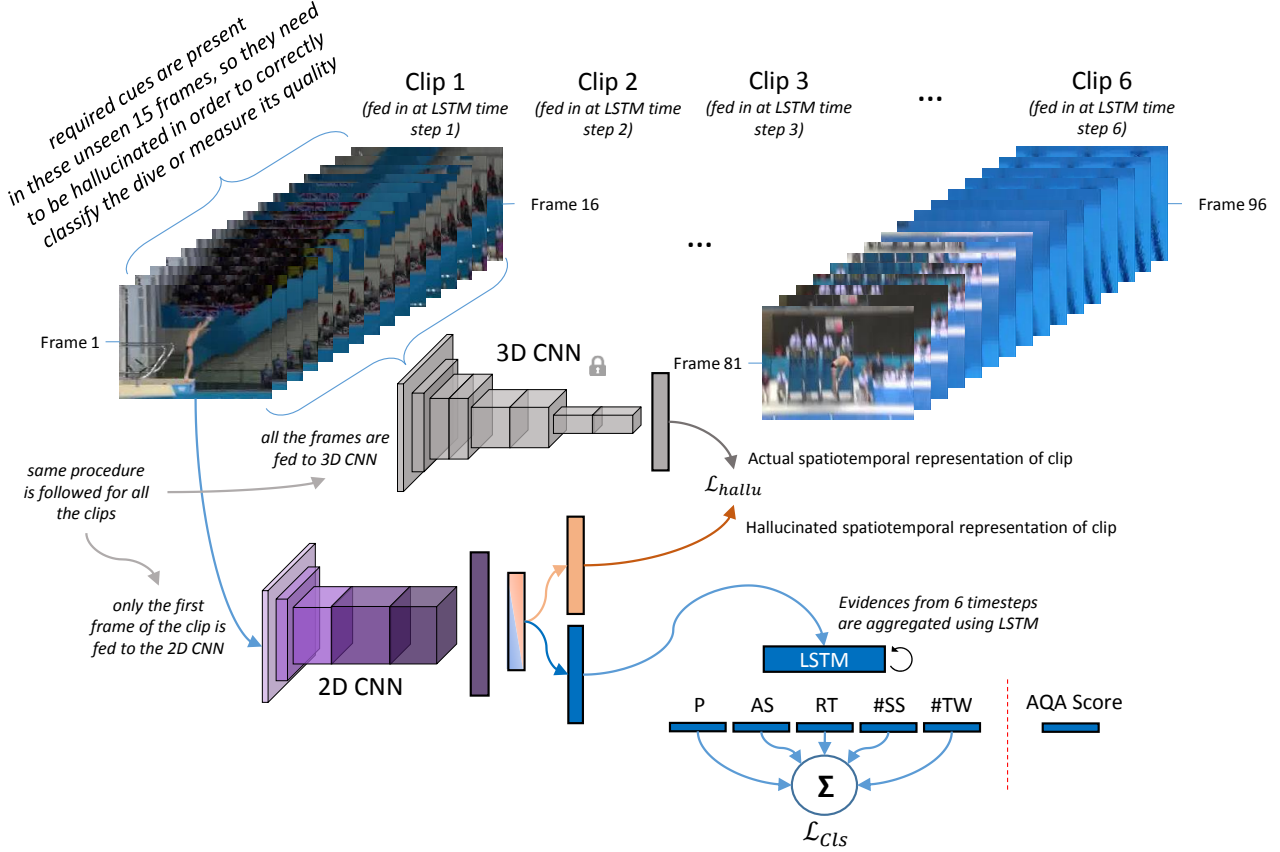 required cues are present
in these unseen 15 frames, so they need
to be hallucinated in order to correctly
classify the dive or measure its quality
Clip 1
(fed in at LSTM time
step 1)
Clip 2
(fed in at LSTM time
step 2)
Clip 3
(fed in at LSTM time
step 3)
...
Clip 6
(fed in at LSTM time
step 6)
Frame 16
Frame 96
...
Frame 1
3D CNN
Frame 81
all the frames are
fed to 3D CNN
Actual spatiotemporal representation of clip
same procedure
is followed for all
the clips
ℒhallu
Hallucinated spatiotemporal representation of clip
only the first
frame of the clip is
fed to the 2D CNN
2D CNN
Evidences from 6 timesteps
are aggregated using LSTM
LSTM
P AS RT #SS #TW
AQA Score
Σ
ℒCls